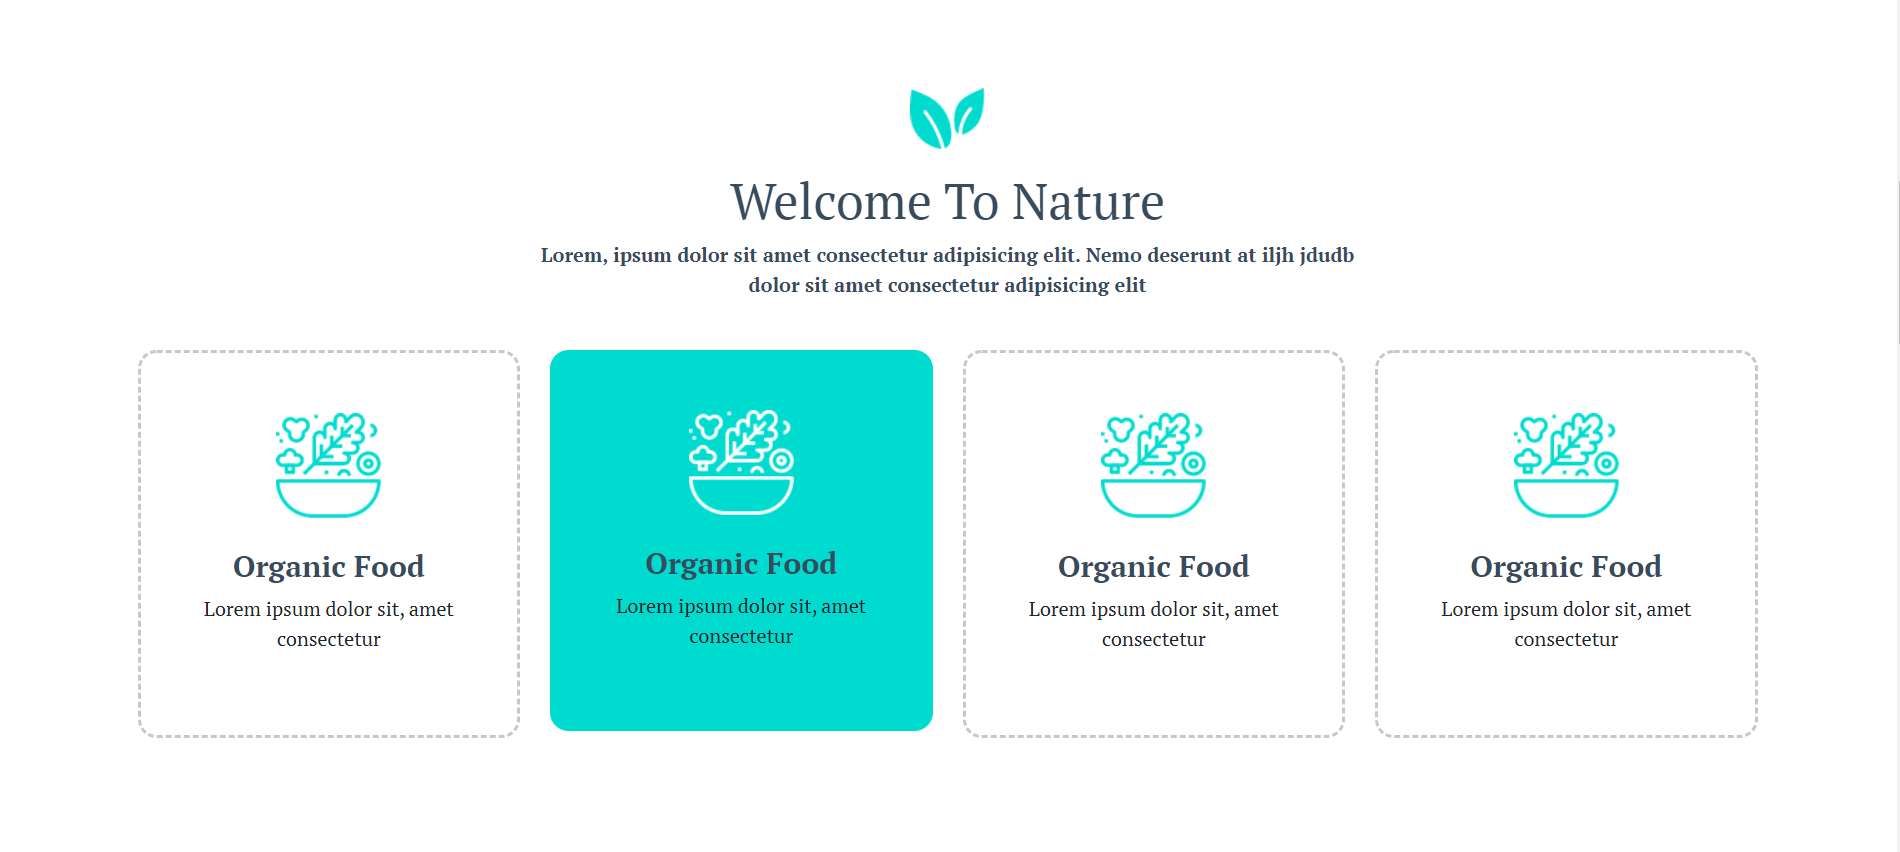 Welcome To Nature
Lorem, ipsum dolor sit amet consectetur adipisicing elit. Nemo deserunt at iljh jdudb
dolor sit amet consectetur adipisicing elit
Organic Food
Lorem ipsum dolor sit, amet
consectetur
Organic Food
Lorem ipsum dolor sit, amet
consectetur
Organic Food
Lorem ipsum dolor sit, amet
consectetur
Organic Food
Lorem ipsum dolor sit, amet
consectetur